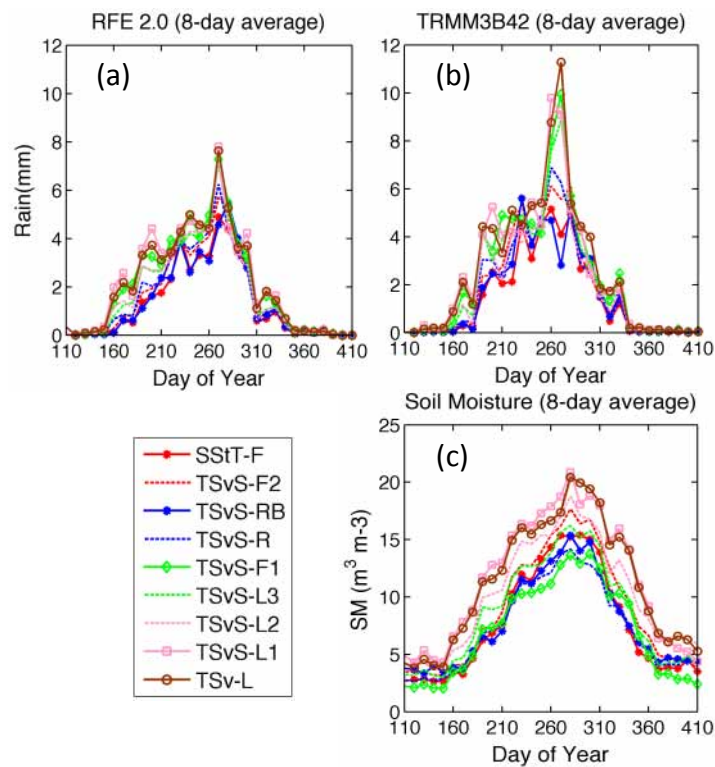 RFE 2.0 (8-day average)
(a)
Rain(mm)
12
10
8
6
4
2
0
110 160 210 260 310 360 410
Day of Year
TRMM3B42 (8-day average)
(b)
12
10
8
6
4
2
0
110 160 210 260 310 360 410
Day of Year
SStT-F
TSvS-F2
TSvS-RB
TSvS-R
TSvS-F1
TSvS-L3
TSvS-L2
TSvS-L1
TSv-L
Soil Moisture (8-day average)
(c)
SM (m³ m-3)
25
20
15
10
5
0
110 160 210 260 310 360 410
Day of Year